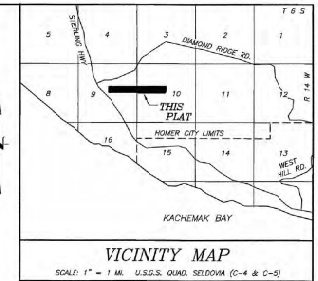 T 6 S
5
4
3
2
1
STERLING HWY
DIAMOND RIDGE RD.
8
9
10
11
12
R 14 W
THIS
PLAT
HOMER CITY LIMITS
16
15
14
13
WEST
HILL RD.
KACHEMAK BAY
N
VICINITY MAP
SCALE: 1" = 1 MI. U.S.G.S. QUAD. SELDOVIA (C-4 & C-5)